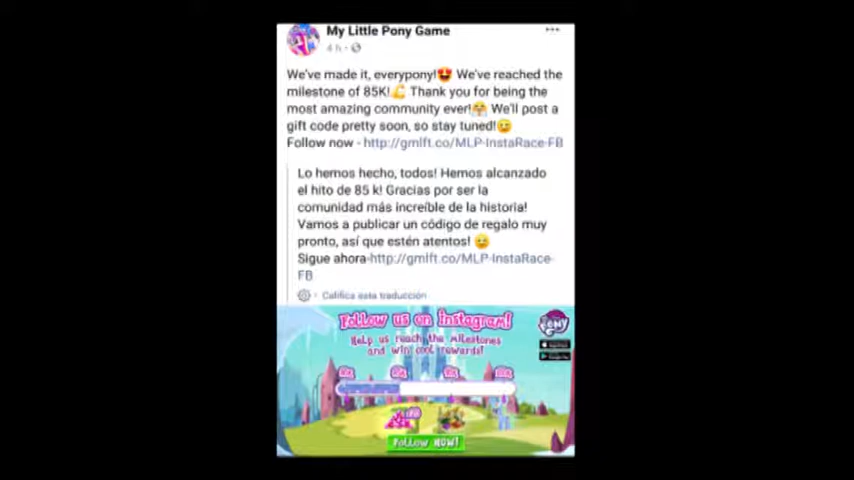 My Little Pony Game
4 h
We've made it, everypony!😍 We've reached the
milestone of 85K!💪 Thank you for being the
most amazing community ever!🤗 We'll post a
gift code pretty soon, so stay tuned!😉
Follow now - http://gmlft.co/MLP-InstaRace-FB
Lo hemos hecho, todos! Hemos alcanzado
el hito de 85 k! Gracias por ser la
comunidad más increíble de la historia!
Vamos a publicar un código de regalo muy
pronto, así que estén atentos! 😉
Sigue ahora-http://gmlft.co/MLP-InstaRace-
FB
Califica esta traducción
Follow us on Instagram!
Help us reach the milestones
and win cool rewards!
Follow NOW!